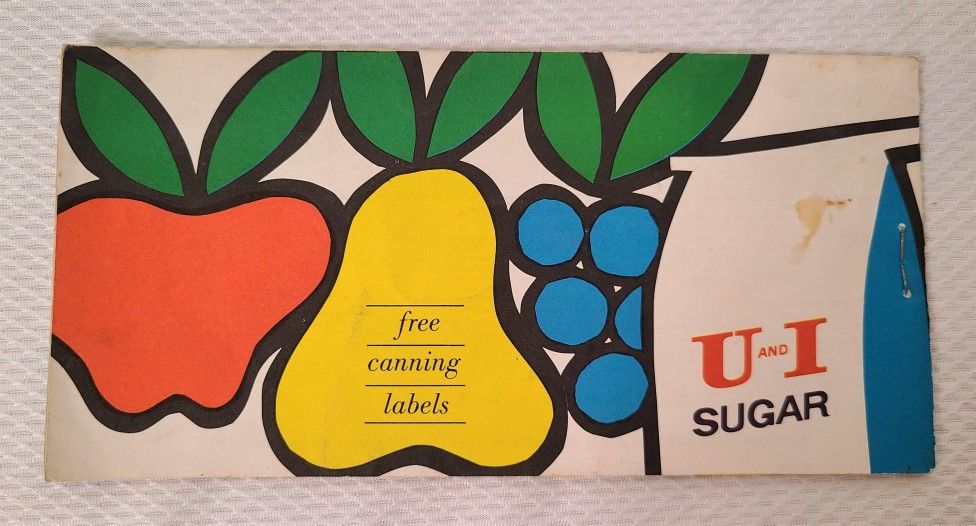 free
canning
labels
U AND I
SUGAR